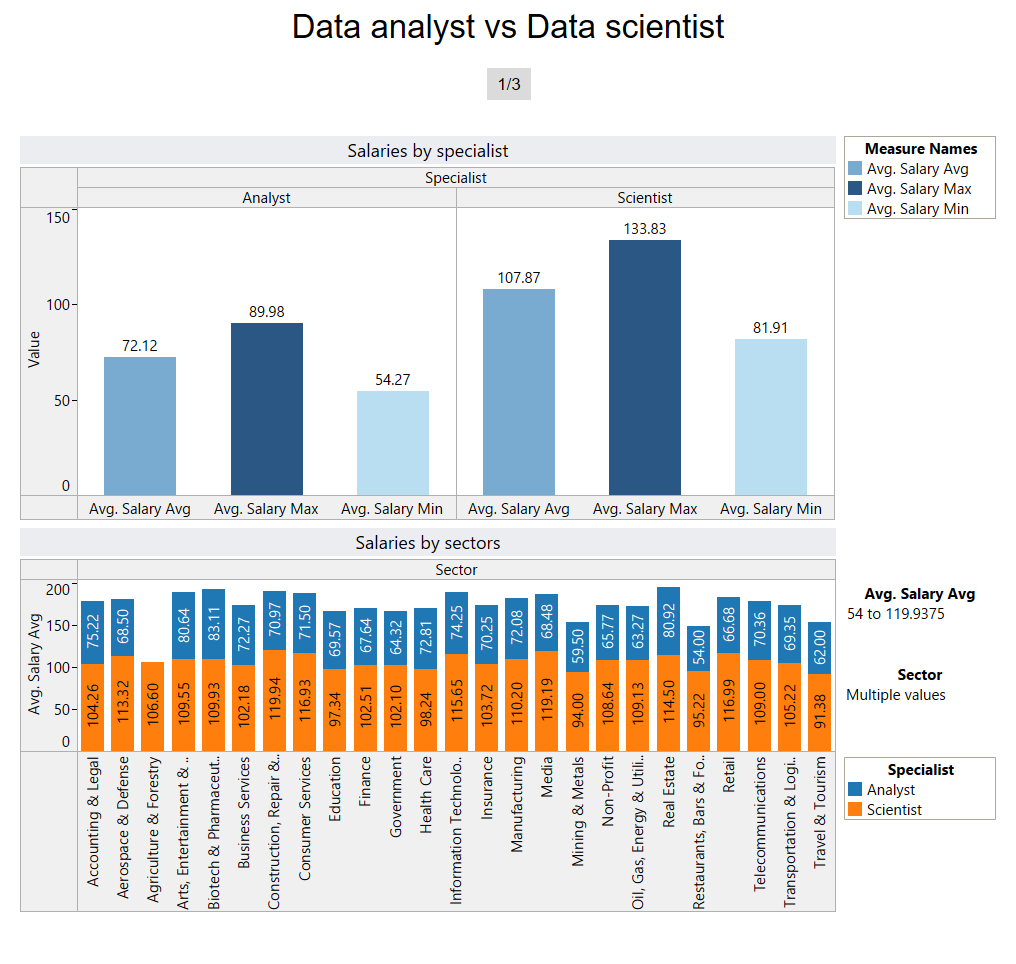 Data analyst vs Data scientist
1/3
Salaries by specialist
Specialist
Analyst
Scientist
150
100
50
0
Value
72.12
89.98
54.27
107.87
133.83
81.91
Avg. Salary Avg
Avg. Salary Max
Avg. Salary Min
Avg. Salary Avg
Avg. Salary Max
Avg. Salary Min
Measure Names
Avg. Salary Avg
Avg. Salary Max
Avg. Salary Min
Salaries by sectors
Sector
200
150
100
50
0
Avg. Salary Avg
75.22
68.50
80.64
83.11
72.27
70.97
71.50
69.57
67.64
64.32
72.81
74.25
70.25
72.08
68.48
59.50
65.77
63.27
80.92
54.00
66.68
70.36
69.35
62.00
104.26
113.32
106.60
109.55
109.93
102.18
119.94
116.93
97.34
102.51
102.10
98.24
115.65
103.72
110.20
119.19
94.00
108.64
109.13
114.50
95.22
116.99
109.00
105.22
91.38
Accounting & Legal
Aerospace & Defense
Agriculture & Forestry
Arts, Entertainment & ..
Biotech & Pharmaceut..
Business Services
Construction, Repair &..
Consumer Services
Education
Finance
Government
Health Care
Information Technolo..
Insurance
Manufacturing
Media
Mining & Metals
Non-Profit
Oil, Gas, Energy & Utili..
Real Estate
Restaurants, Bars & Fo..
Retail
Telecommunications
Transportation & Logi..
Travel & Tourism
Avg. Salary Avg
54 to 119.9375
Sector
Multiple values
Specialist
Analyst
Scientist